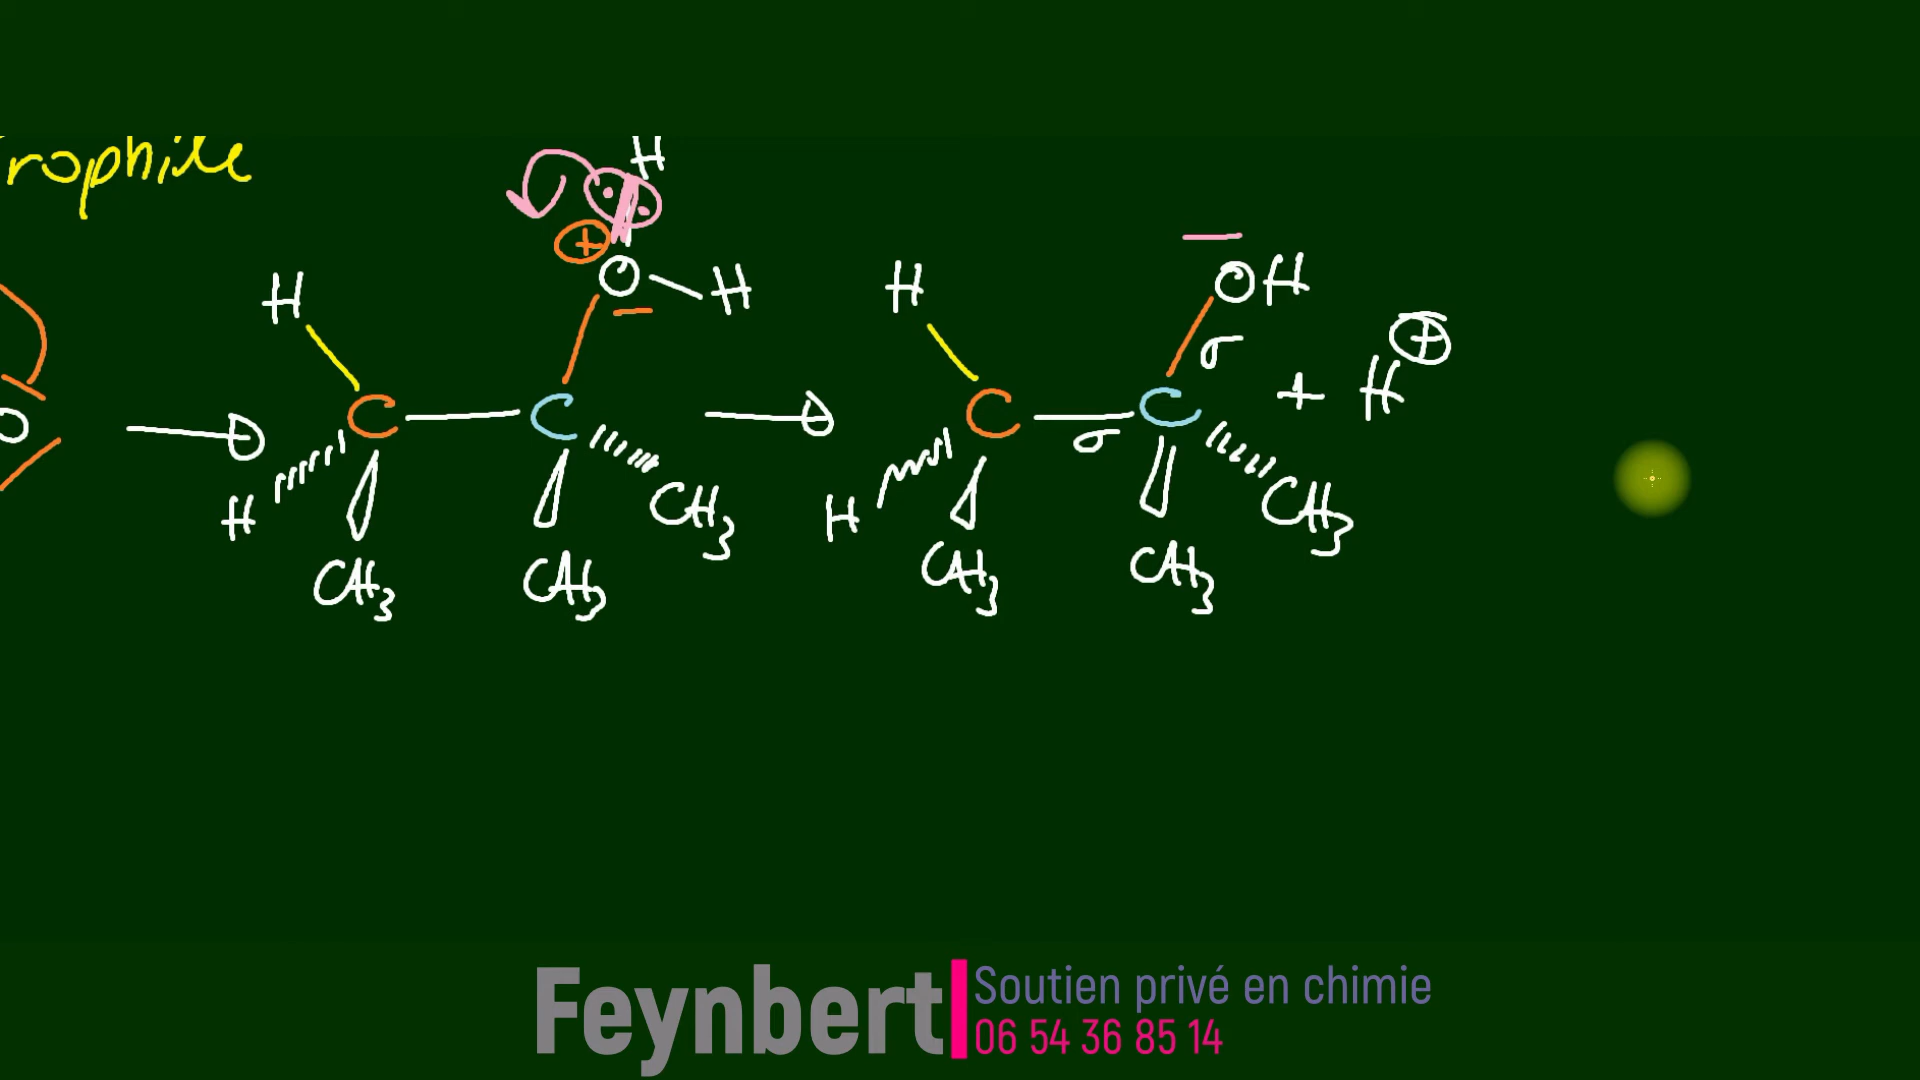 rophile
H
⊕
H O - H H OH
C - C → C - C σ + H⊕
σ
H CH3 H CH3
CH3 CH3 CH3 CH3
Feynbert
Soutien privé en chimie
06 54 36 85 14